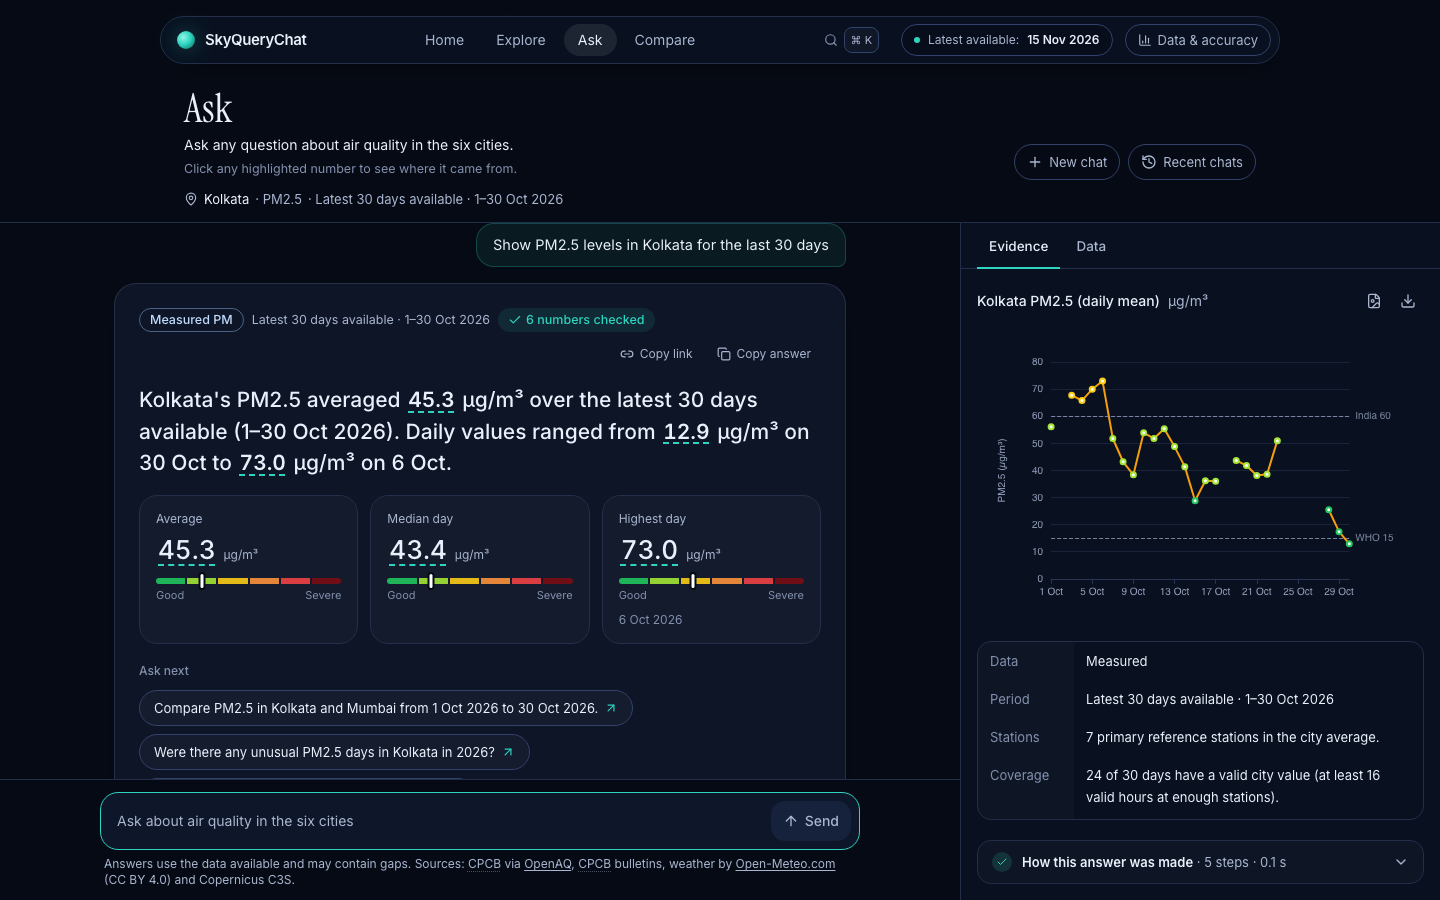 SkyQueryChat
Home
Explore
Ask
Compare
⌘ K
Latest available: 15 Nov 2026
Data & accuracy
Ask
Ask any question about air quality in the six cities.
Click any highlighted number to see where it came from.
Kolkata · PM2.5 · Latest 30 days available · 1–30 Oct 2026
New chat
Recent chats
Show PM2.5 levels in Kolkata for the last 30 days
Measured PM
Latest 30 days available · 1–30 Oct 2026
6 numbers checked
Copy link
Copy answer
Kolkata's PM2.5 averaged 45.3 µg/m³ over the latest 30 days
available (1–30 Oct 2026). Daily values ranged from 12.9 µg/m³ on
30 Oct to 73.0 µg/m³ on 6 Oct.
Average
45.3 µg/m³
Good
Severe
Median day
43.4 µg/m³
Good
Severe
Highest day
73.0 µg/m³
Good
Severe
6 Oct 2026
Ask next
Compare PM2.5 in Kolkata and Mumbai from 1 Oct 2026 to 30 Oct 2026.
Were there any unusual PM2.5 days in Kolkata in 2026?
Ask about air quality in the six cities
Send
Answers use the data available and may contain gaps. Sources: CPCB via OpenAQ, CPCB bulletins, weather by Open-Meteo.com
(CC BY 4.0) and Copernicus C3S.
Evidence
Data
Kolkata PM2.5 (daily mean) µg/m³
PM2.5 (µg/m³)
80
70
60
50
40
30
20
10
0
India 60
WHO 15
1 Oct
5 Oct
9 Oct
13 Oct
17 Oct
21 Oct
25 Oct
29 Oct
Data
Measured
Period
Latest 30 days available · 1–30 Oct 2026
Stations
7 primary reference stations in the city average.
Coverage
24 of 30 days have a valid city value (at least 16
valid hours at enough stations).
How this answer was made · 5 steps · 0.1 s